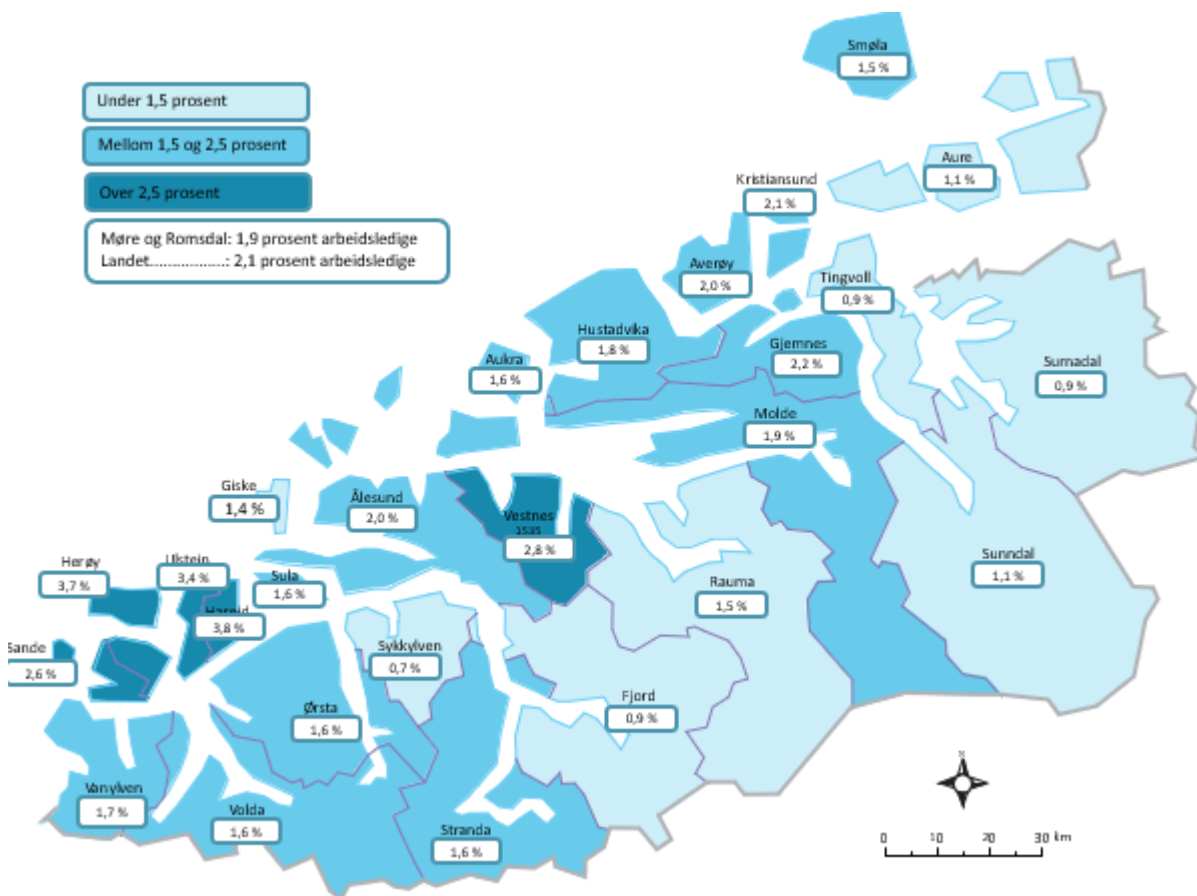 Under 1,5 prosent
Mellom 1,5 og 2,5 prosent
Over 2,5 prosent
Møre og Romsdal: 1,9 prosent arbeidsledige
Landet...................: 2,1 prosent arbeidsledige
Smøla
1,5 %
Aure
1,1 %
Kristiansund
2,1 %
Averøy
2,0 %
Tingvoll
0,9 %
Hustadvika
1,8 %
Gjemnes
2,2 %
Aukra
1,6 %
Surnadal
0,9 %
Molde
1,9 %
Giske
1,4 %
Ålesund
2,0 %
Vestnes
1535
2,8 %
Sunndal
1,1 %
Herøy
3,7 %
Ulstein
3,4 %
Sula
1,6 %
Hareid
3,8 %
Rauma
1,5 %
Sande
2,6 %
Sykkylven
0,7 %
Fjord
0,9 %
Ørsta
1,6 %
Vanylven
1,7 %
Volda
1,6 %
Stranda
1,6 %
N
0 10 20 30 km